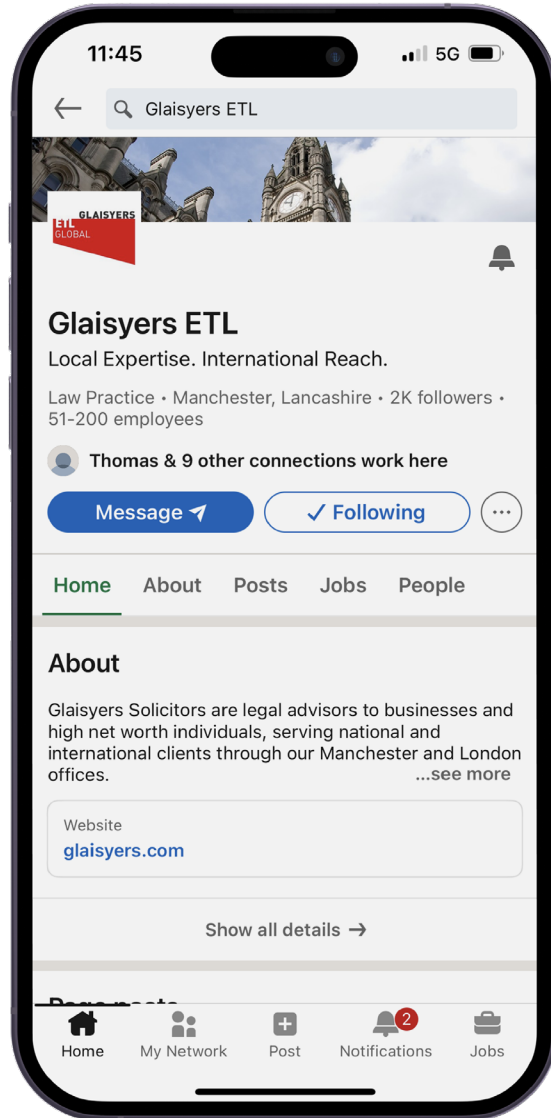 11:45
5G
Glaisyers ETL
GLAISYERS
ETL
GLOBAL
Glaisyers ETL
Local Expertise. International Reach.
Law Practice • Manchester, Lancashire • 2K followers •
51-200 employees
Thomas & 9 other connections work here
Message
Following
Home About Posts Jobs People
About
Glaisyers Solicitors are legal advisors to businesses and
high net worth individuals, serving national and
international clients through our Manchester and London
offices. ...see more
Website
glaisyers.com
Show all details →
Page posts
2
Home My Network Post Notifications Jobs